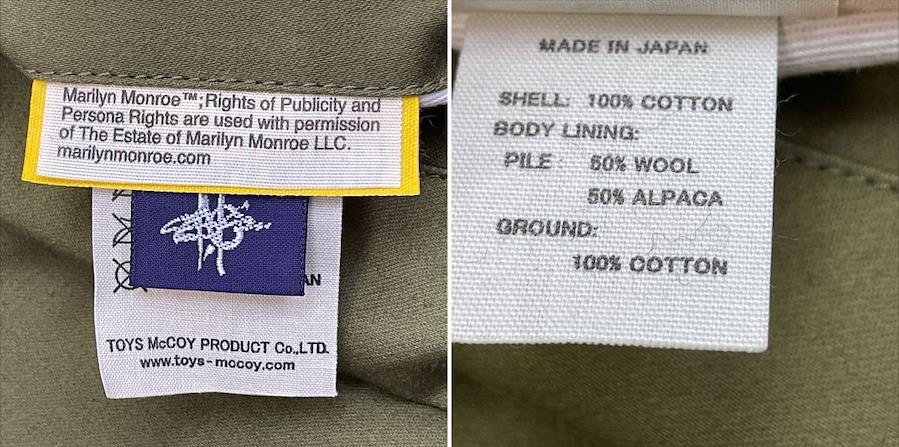 Marilyn Monroe™;Rights of Publicity and
Persona Rights are used with permission
of The Estate of Marilyn Monroe LLC.
marilynmonroe.com
AN
TOYS McCOY PRODUCT Co.,LTD.
www.toys-mccoy.com
MADE IN JAPAN
SHELL: 100% COTTON
BODY LINING:
PILE : 50% WOOL
50% ALPACA
GROUND:
100% COTTON